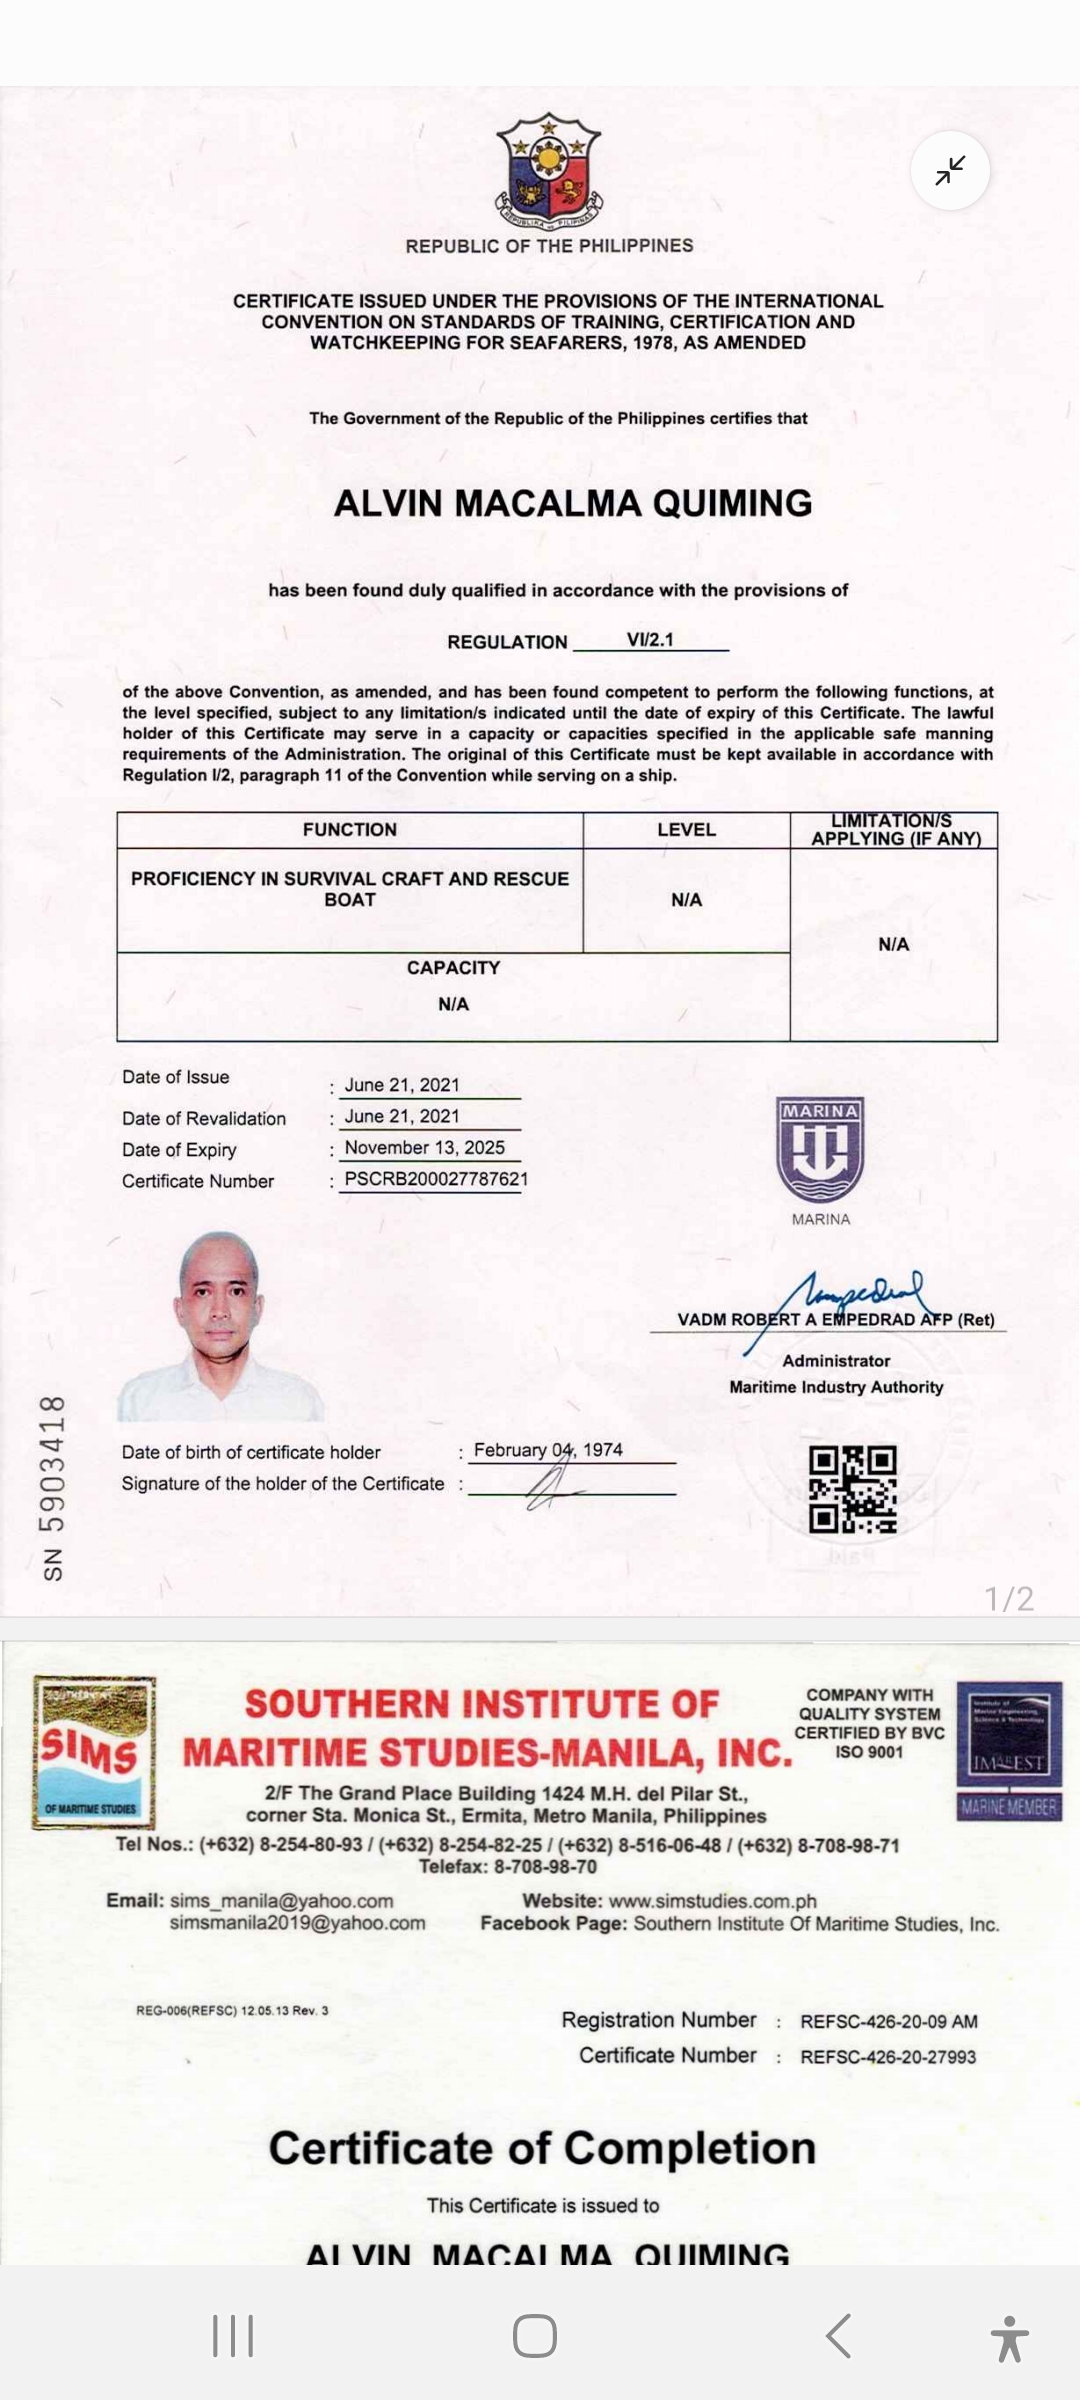 REPUBLIKA NG PILIPINAS
REPUBLIC OF THE PHILIPPINES
CERTIFICATE ISSUED UNDER THE PROVISIONS OF THE INTERNATIONAL
CONVENTION ON STANDARDS OF TRAINING, CERTIFICATION AND
WATCHKEEPING FOR SEAFARERS, 1978, AS AMENDED
The Government of the Republic of the Philippines certifies that
ALVIN MACALMA QUIMING
has been found duly qualified in accordance with the provisions of
REGULATION VI/2.1
of the above Convention, as amended, and has been found competent to perform the following functions, at
the level specified, subject to any limitation/s indicated until the date of expiry of this Certificate. The lawful
holder of this Certificate may serve in a capacity or capacities specified in the applicable safe manning
requirements of the Administration. The original of this Certificate must be kept available in accordance with
Regulation I/2, paragraph 11 of the Convention while serving on a ship.
FUNCTION LEVEL LIMITATION/S
APPLYING (IF ANY)
PROFICIENCY IN SURVIVAL CRAFT AND RESCUE
BOAT
N/A
N/A
CAPACITY
N/A
Date of Issue : June 21, 2021
Date of Revalidation : June 21, 2021
Date of Expiry : November 13, 2025
Certificate Number : PSCRB200027787621
MARINA
MARINA
VADM ROBERT A EMPEDRAD AFP (Ret)
Administrator
Maritime Industry Authority
Date of birth of certificate holder : February 04, 1974
Signature of the holder of the Certificate :
SN 5903418
1/2
SIMS
OF MARITIME STUDIES
SOUTHERN INSTITUTE OF
MARITIME STUDIES-MANILA, INC.
COMPANY WITH
QUALITY SYSTEM
CERTIFIED BY BVC
ISO 9001
Institute of
Marine Engineering,
Science & Technology
IMarEST
MARINE MEMBER
2/F The Grand Place Building 1424 M.H. del Pilar St.,
corner Sta. Monica St., Ermita, Metro Manila, Philippines
Tel Nos.: (+632) 8-254-80-93 / (+632) 8-254-82-25 / (+632) 8-516-06-48 / (+632) 8-708-98-71
Telefax: 8-708-98-70
Email: sims_manila@yahoo.com Website: www.simstudies.com.ph
simsmanila2019@yahoo.com Facebook Page: Southern Institute Of Maritime Studies, Inc.
REG-006(REFSC) 12.05.13 Rev. 3
Registration Number : REFSC-426-20-09 AM
Certificate Number : REFSC-426-20-27993
Certificate of Completion
This Certificate is issued to
ALVIN MACALMA QUIMING